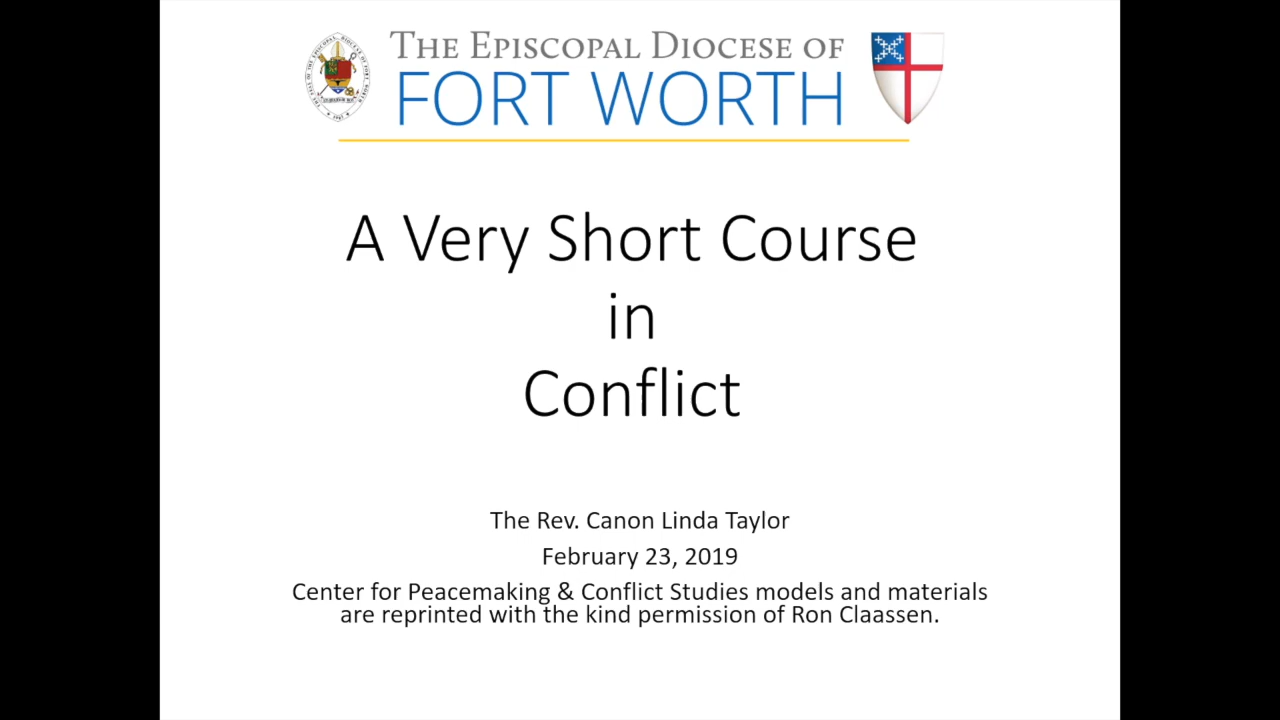 THE EPISCOPAL DIOCESE OF
FORT WORTH
A Very Short Course
in
Conflict
The Rev. Canon Linda Taylor
February 23, 2019
Center for Peacemaking & Conflict Studies models and materials
are reprinted with the kind permission of Ron Claassen.